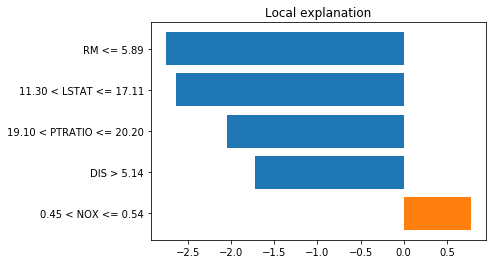 Local explanation
RM <= 5.89
11.30 < LSTAT <= 17.11
19.10 < PTRATIO <= 20.20
DIS > 5.14
0.45 < NOX <= 0.54
−2.5 −2.0 −1.5 −1.0 −0.5 0.0 0.5